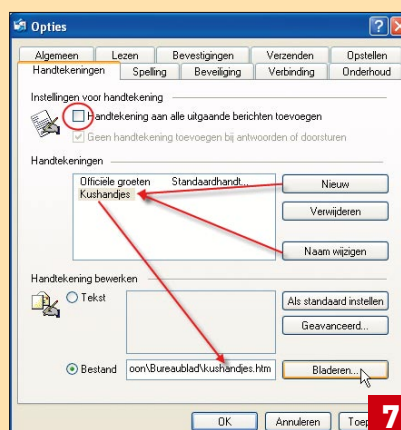 Opties
Algemeen Lezen Bevestigingen Verzenden Opstellen
Handtekeningen Spelling Beveiliging Verbinding Onderhoud
Instellingen voor handtekening
Handtekening aan alle uitgaande berichten toevoegen
Geen handtekening toevoegen bij antwoorden of doorsturen
Handtekeningen
Officiële groeten Standaardhandt... Nieuw
Kushandjes
Verwijderen
Naam wijzigen
Handtekening bewerken
Tekst Als standaard instellen
Geavanceerd...
Bestand oon\Bureaublad\kushandjes.htm Bladeren...
OK Annuleren Toep
7